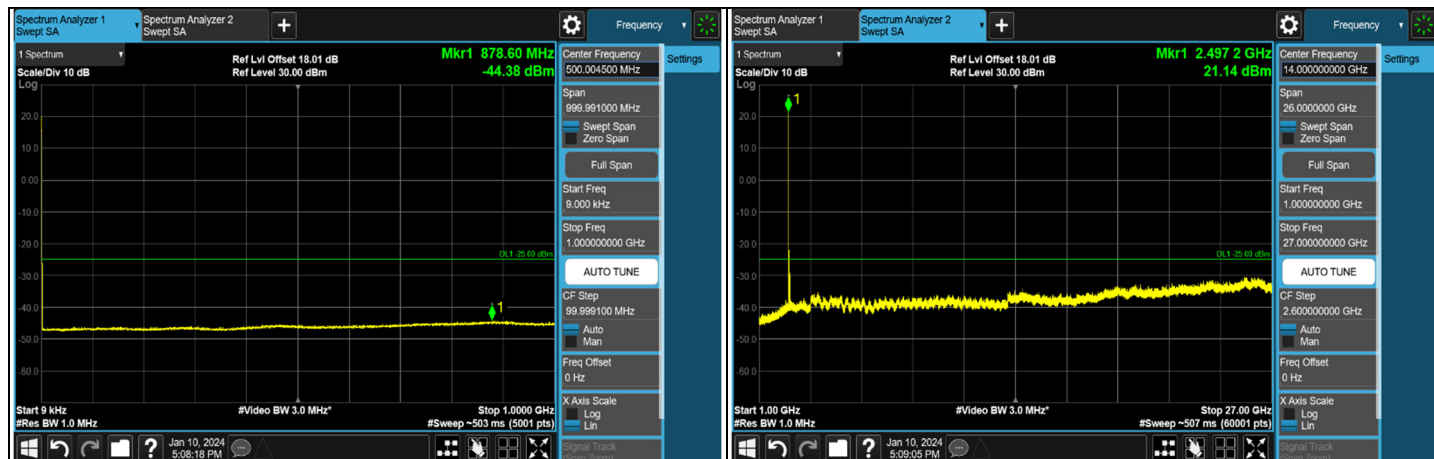 Spectrum Analyzer 1
Swept SA
Spectrum Analyzer 2
Swept SA
+
Frequency
1 Spectrum
Scale/Div 10 dB
Log
Ref Lvl Offset 18.01 dB
Ref Level 30.00 dBm
Mkr1 878.60 MHz
-44.38 dBm
20.0
10.0
0.00
-10.0
-20.0
-30.0
-40.0
-50.0
-60.0
DL1 -25.00 dBm
1
Start 9 kHz
#Res BW 1.0 MHz
#Video BW 3.0 MHz*
Stop 1.0000 GHz
#Sweep ~503 ms (5001 pts)
Center Frequency
500.004500 MHz
Settings
Span
999.991000 MHz
Swept Span
Zero Span
Full Span
Start Freq
9.000 kHz
Stop Freq
1.000000000 GHz
AUTO TUNE
CF Step
99.999100 MHz
Auto
Man
Freq Offset
0 Hz
X Axis Scale
Log
Lin
Signal Track
(Span Zoom)
?
Jan 10, 2024
5:08:18 PM
Spectrum Analyzer 1
Swept SA
Spectrum Analyzer 2
Swept SA
+
Frequency
1 Spectrum
Scale/Div 10 dB
Log
Ref Lvl Offset 18.01 dB
Ref Level 30.00 dBm
Mkr1 2.497 2 GHz
21.14 dBm
20.0
10.0
0.00
-10.0
-20.0
-30.0
-40.0
-50.0
-60.0
DL1 -25.00 dBm
1
Start 1.00 GHz
#Res BW 1.0 MHz
#Video BW 3.0 MHz*
Stop 27.00 GHz
#Sweep ~507 ms (60001 pts)
Center Frequency
14.000000000 GHz
Settings
Span
26.0000000 GHz
Swept Span
Zero Span
Full Span
Start Freq
1.000000000 GHz
Stop Freq
27.000000000 GHz
AUTO TUNE
CF Step
2.600000000 GHz
Auto
Man
Freq Offset
0 Hz
X Axis Scale
Log
Lin
Signal Track
(Span Zoom)
?
Jan 10, 2024
5:09:05 PM